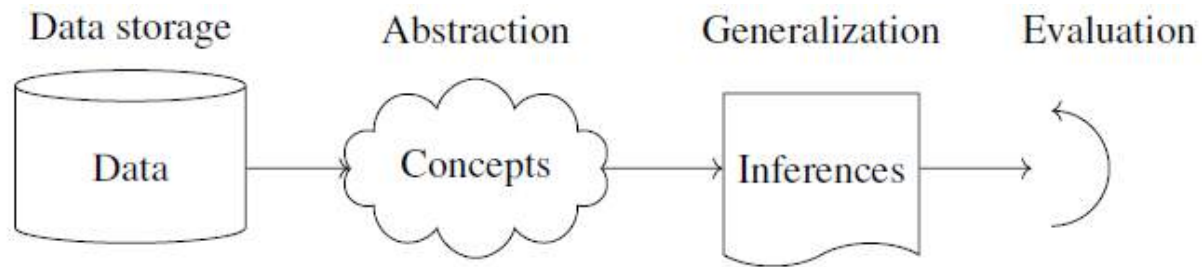 Data storage
Abstraction
Generalization
Evaluation
Data
Concepts
Inferences